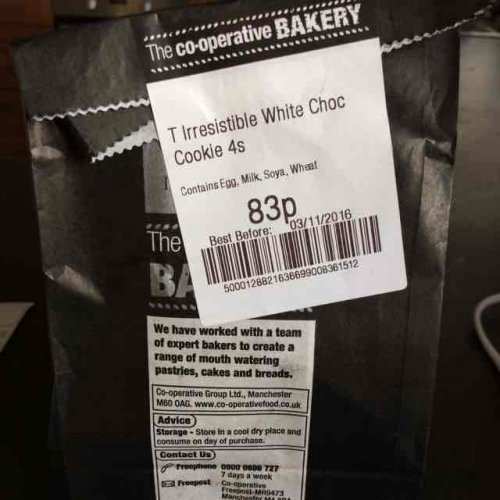 The co-operative BAKERY
T Irresistible White Choc
Cookie 4s
Contains Egg, Milk, Soya, Wheat
83p
Best Before: 03/11/2016
The
BA
We have worked with a team
of expert bakers to create a
range of mouth watering
pastries, cakes and breads.
Co-operative Group Ltd., Manchester
M60 0AG. www.co-operativefood.co.uk
Advice
Storage - Store in a cool dry place and
consume on day of purchase.
Contact Us
Freephone 0800 0686 727
7 days a week
Freepost Co-operative
Freepost-MR9473
Manchester